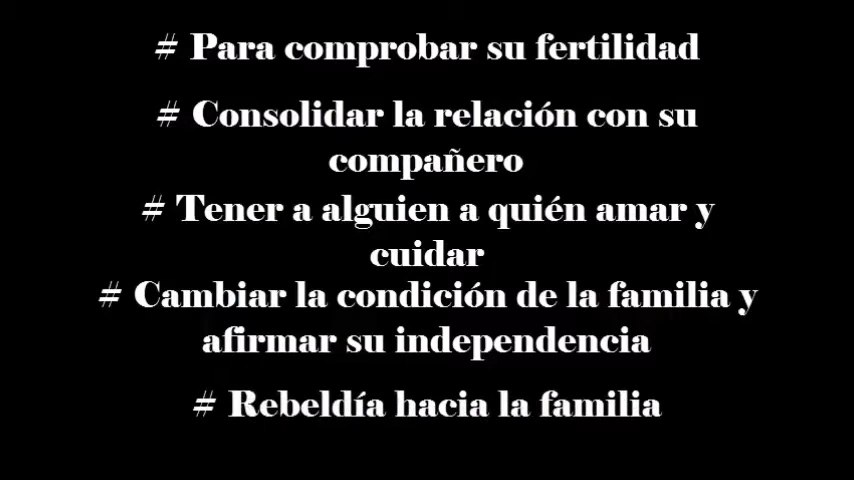 # Para comprobar su fertilidad
# Consolidar la relación con su
compañero
# Tener a alguien a quién amar y
cuidar
# Cambiar la condición de la familia y
afirmar su independencia
# Rebeldía hacia la familia